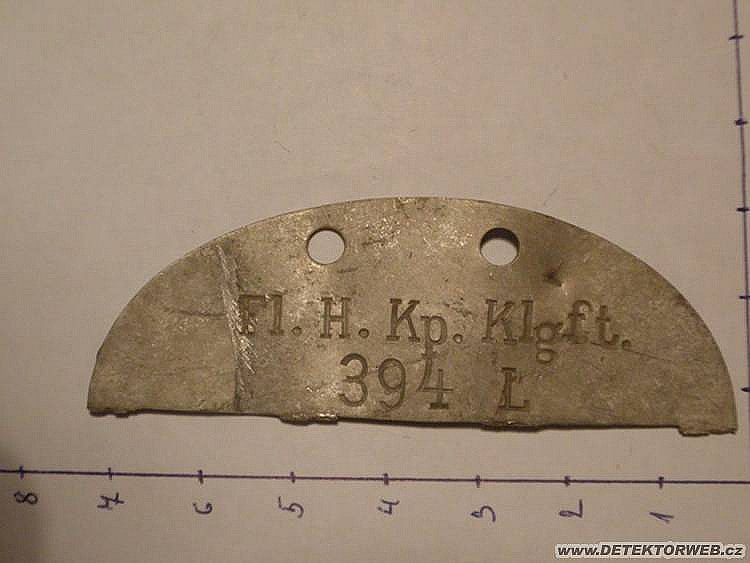 Fl. H. Kp. Klgft.
394 Ł
8 7 6 5 4 3 2 1
www.DETEKTORWEB.cz